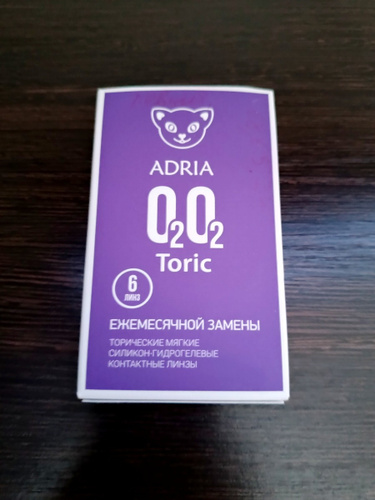 ADRIA
O2O2
Toric
6
ЛИНЗ
ЕЖЕМЕСЯЧНОЙ ЗАМЕНЫ
ТОРИЧЕСКИЕ МЯГКИЕ
СИЛИКОН-ГИДРОГЕЛЕВЫЕ
КОНТАКТНЫЕ ЛИНЗЫ